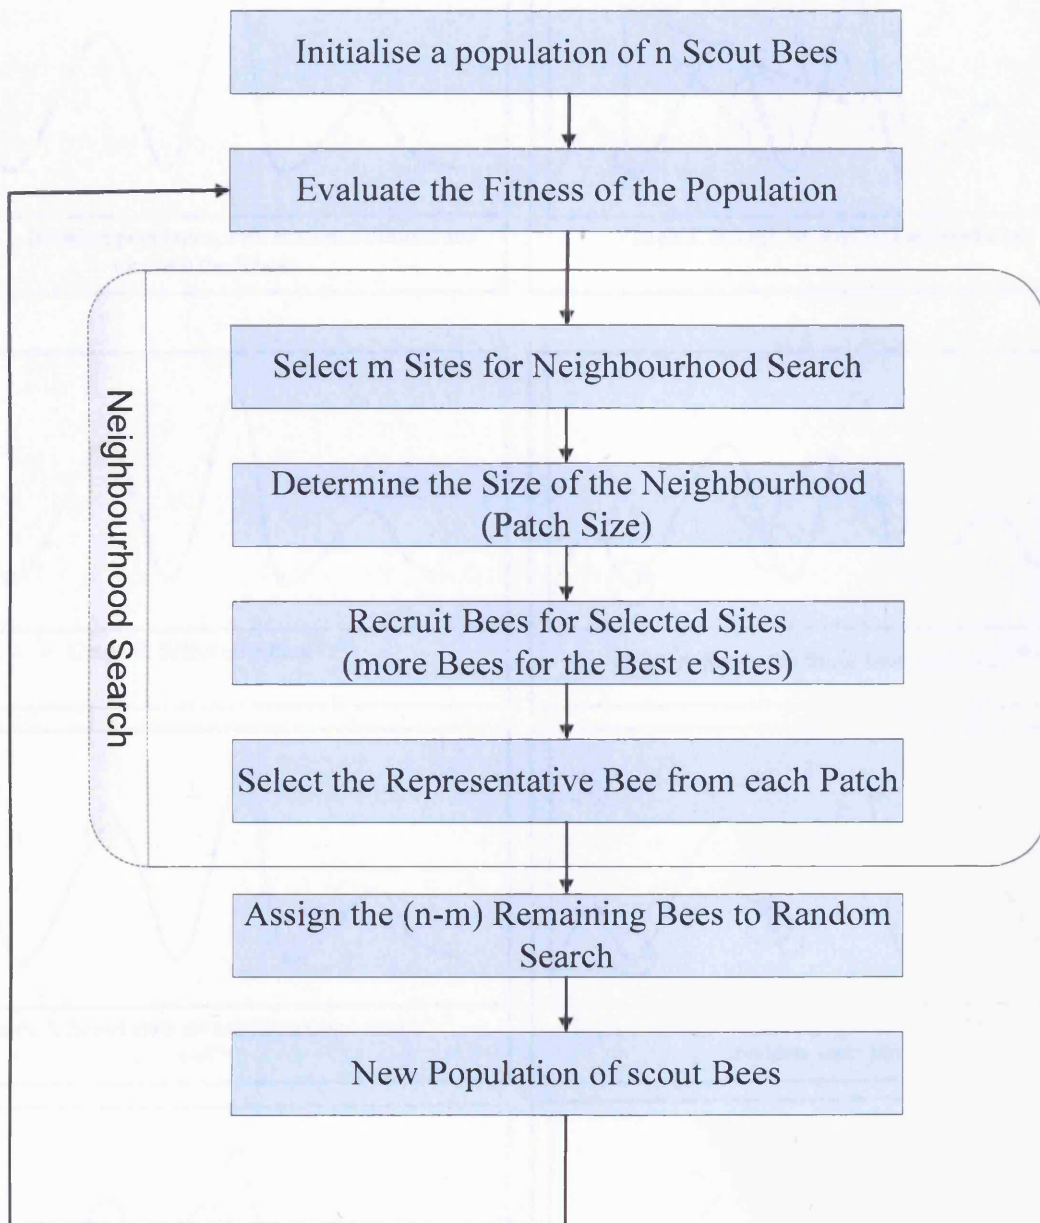 Initialise a population of n Scout Bees
Evaluate the Fitness of the Population
Neighbourhood Search
Select m Sites for Neighbourhood Search
Determine the Size of the Neighbourhood
(Patch Size)
Recruit Bees for Selected Sites
(more Bees for the Best e Sites)
Select the Representative Bee from each Patch
Assign the (n-m) Remaining Bees to Random
Search
New Population of scout Bees